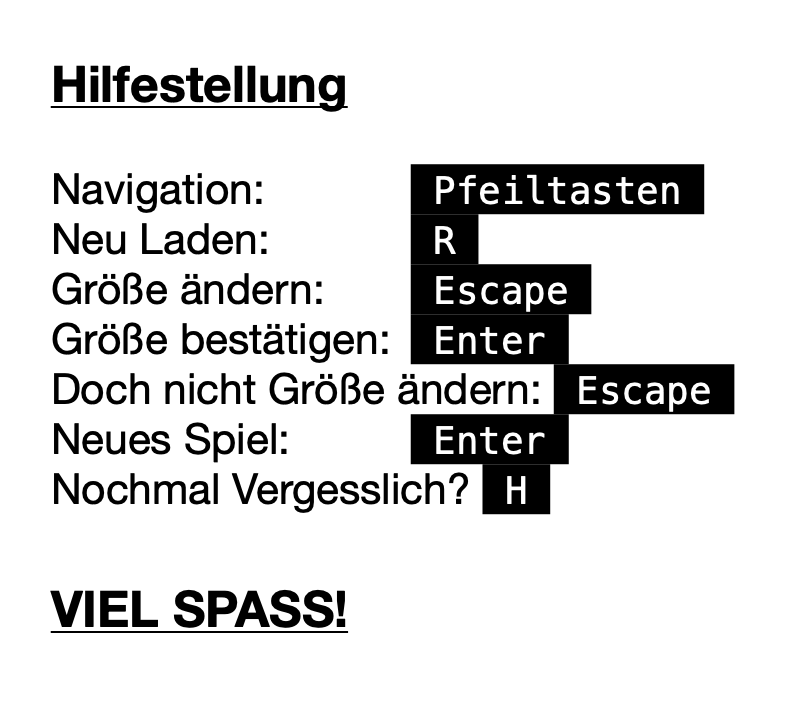 Hilfestellung
Navigation: Pfeiltasten
Neu Laden: R
Größe ändern: Escape
Größe bestätigen: Enter
Doch nicht Größe ändern: Escape
Neues Spiel: Enter
Nochmal Vergesslich? H
VIEL SPASS!